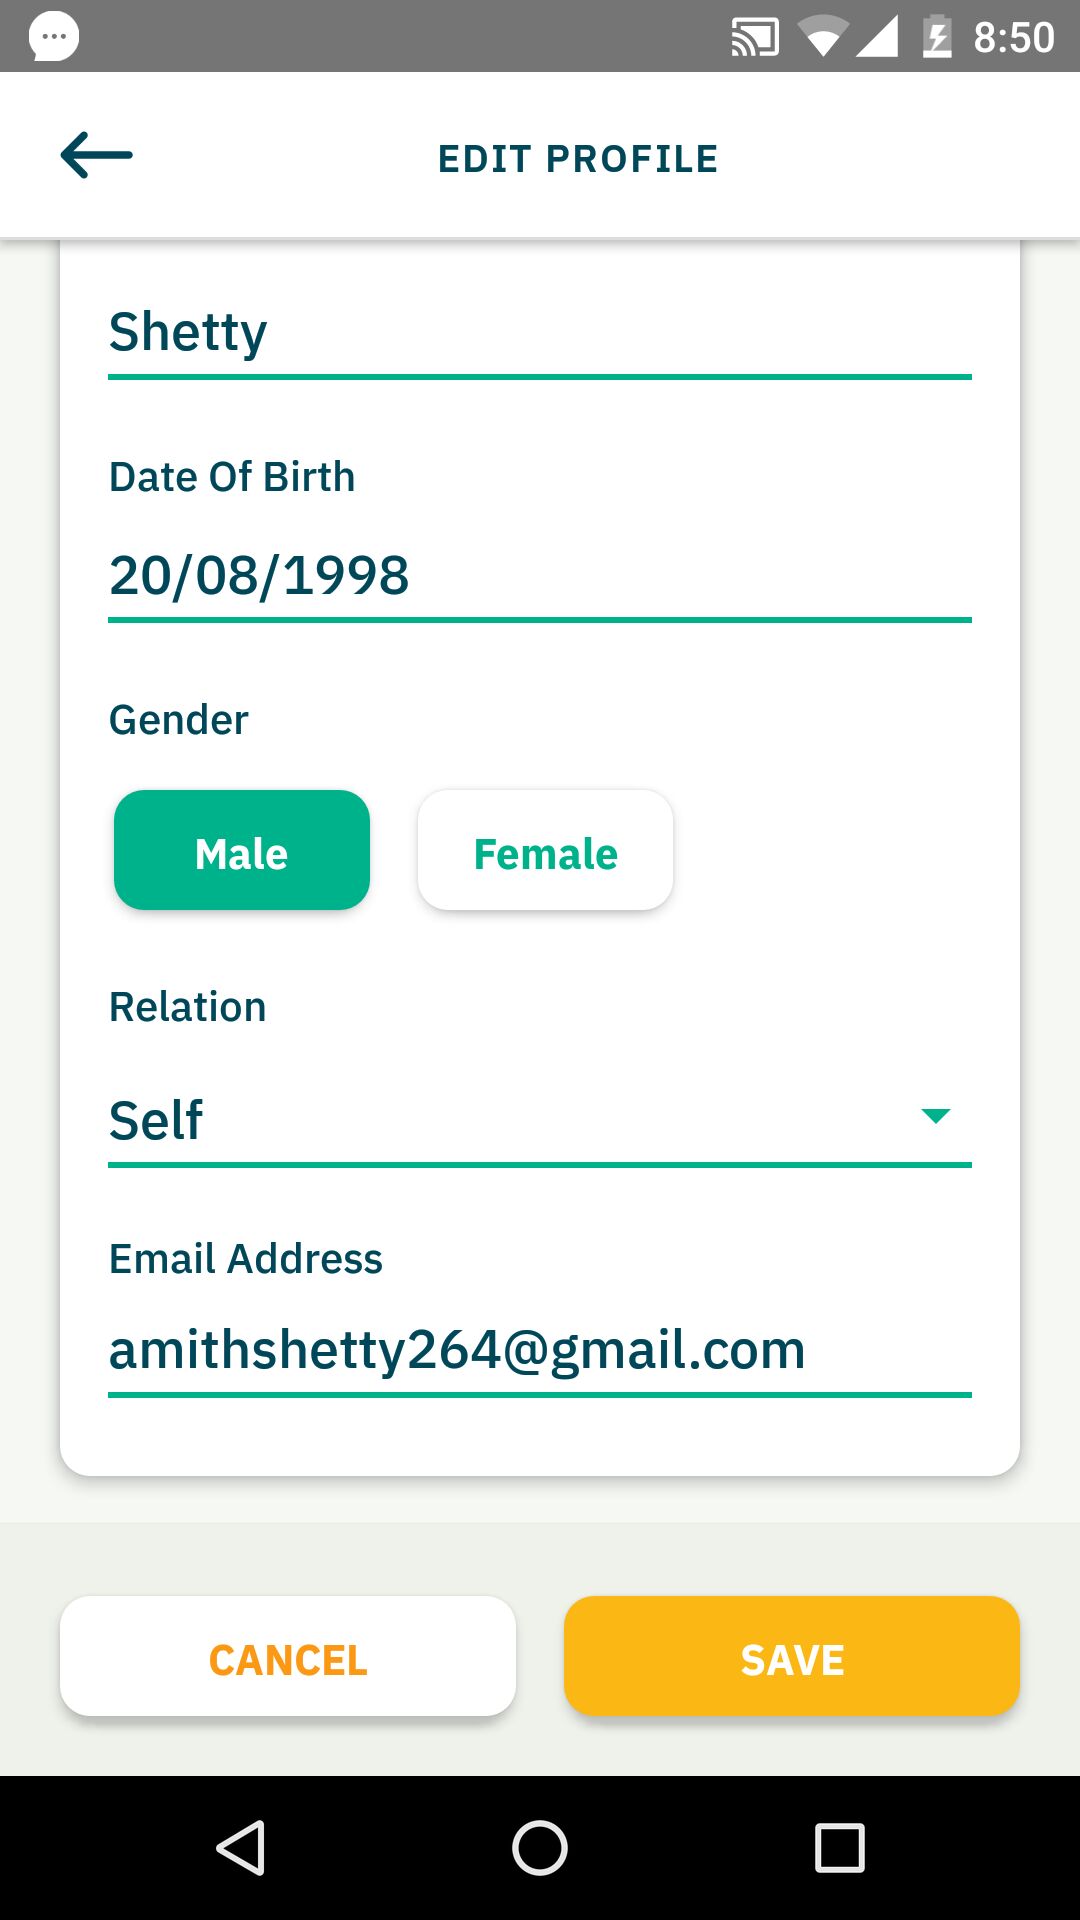 8:50
EDIT PROFILE
Shetty
Date Of Birth
20/08/1998
Gender
Male Female
Relation
Self
Email Address
amithshetty264@gmail.com
CANCEL SAVE